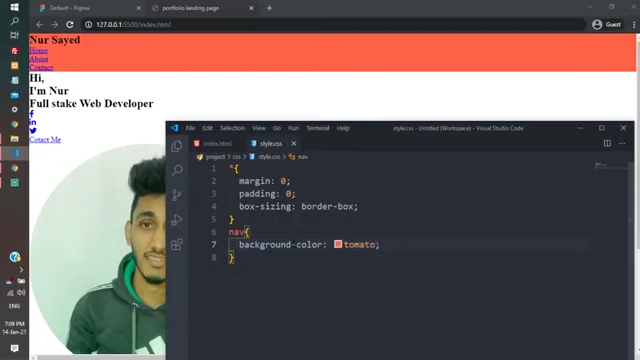 Default – Figma
portfolio landing page
127.0.0.1:5500/index.html
Guest
Nur Sayed
Home
About
Contact
Hi,
I'm Nur
Full stake Web Developer
Cotact Me
File Edit Selection View Go Run Terminal Help
style.css - Untitled (Workspace) - Visual Studio Code
index.html
style.css
project > css > style.css > nav
1 *{
2 margin: 0;
3 padding: 0;
4 box-sizing: border-box;
5 }
6 nav{
7 background-color: tomato;
8 }
ENG
7:09 PM
14-Jan-21